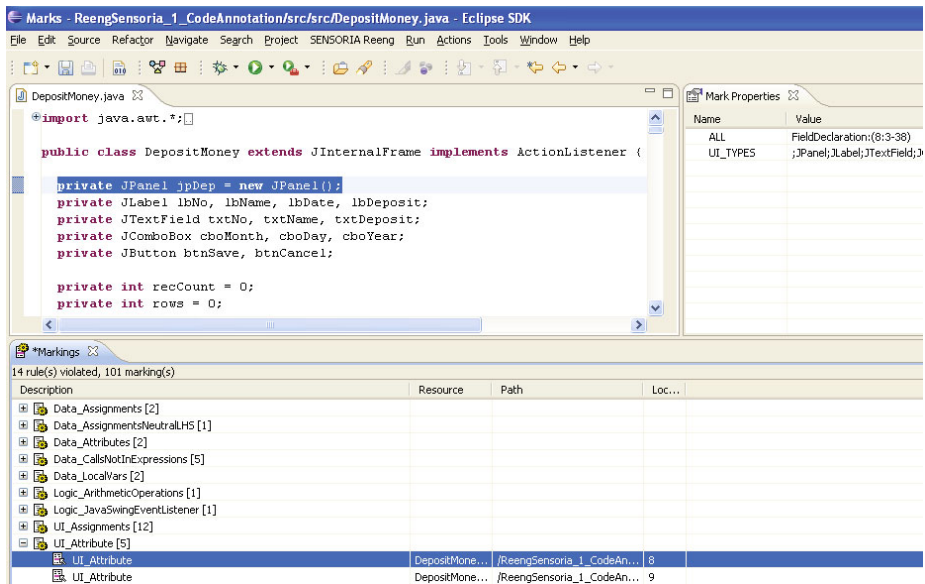 Marks - ReengSensoria_1_CodeAnnotation/src/src/DepositMoney.java - Eclipse SDK
File Edit Source Refactor Navigate Search Project SENSORIA Reeng Run Actions Tools Window Help
DepositMoney.java
import java.awt.*;
public class DepositMoney extends JInternalFrame implements ActionListener {
private JPanel jpDep = new JPanel();
private JLabel lbNo, lbName, lbDate, lbDeposit;
private JTextField txtNo, txtName, txtDeposit;
private JComboBox cboMonth, cboDay, cboYear;
private JButton btnSave, btnCancel;
private int recCount = 0;
private int rows = 0;
Mark Properties
Name Value
ALL FieldDeclaration:(8:3-38)
UI_TYPES ;JPanel;JLabel;JTextField;J
*Markings
14 rule(s) violated, 101 marking(s)
Description Resource Path Loc...
Data_Assignments [2]
Data_AssignmentsNeutralLHS [1]
Data_Attributes [2]
Data_CallsNotInExpressions [5]
Data_LocalVars [2]
Logic_ArithmeticOperations [1]
Logic_JavaSwingEventListener [1]
UI_Assignments [12]
UI_Attribute [5]
UI_Attribute DepositMone... /ReengSensoria_1_CodeAn... 8
UI_Attribute DepositMone... /ReengSensoria_1_CodeAn... 9